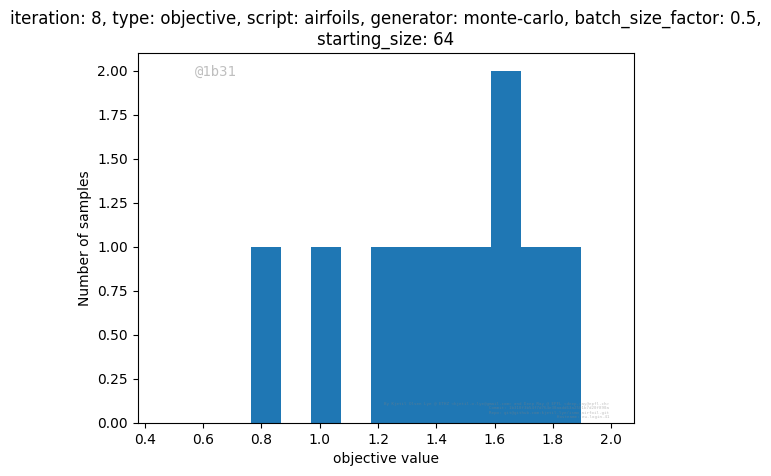 iteration: 8, type: objective, script: airfoils, generator: monte-carlo, batch_size_factor: 0.5,
starting_size: 64
@1b31
2.00
1.75
1.50
1.25
1.00
0.75
0.50
0.25
0.00
Number of samples
0.4 0.6 0.8 1.0 1.2 1.4 1.6 1.8 2.0
objective value